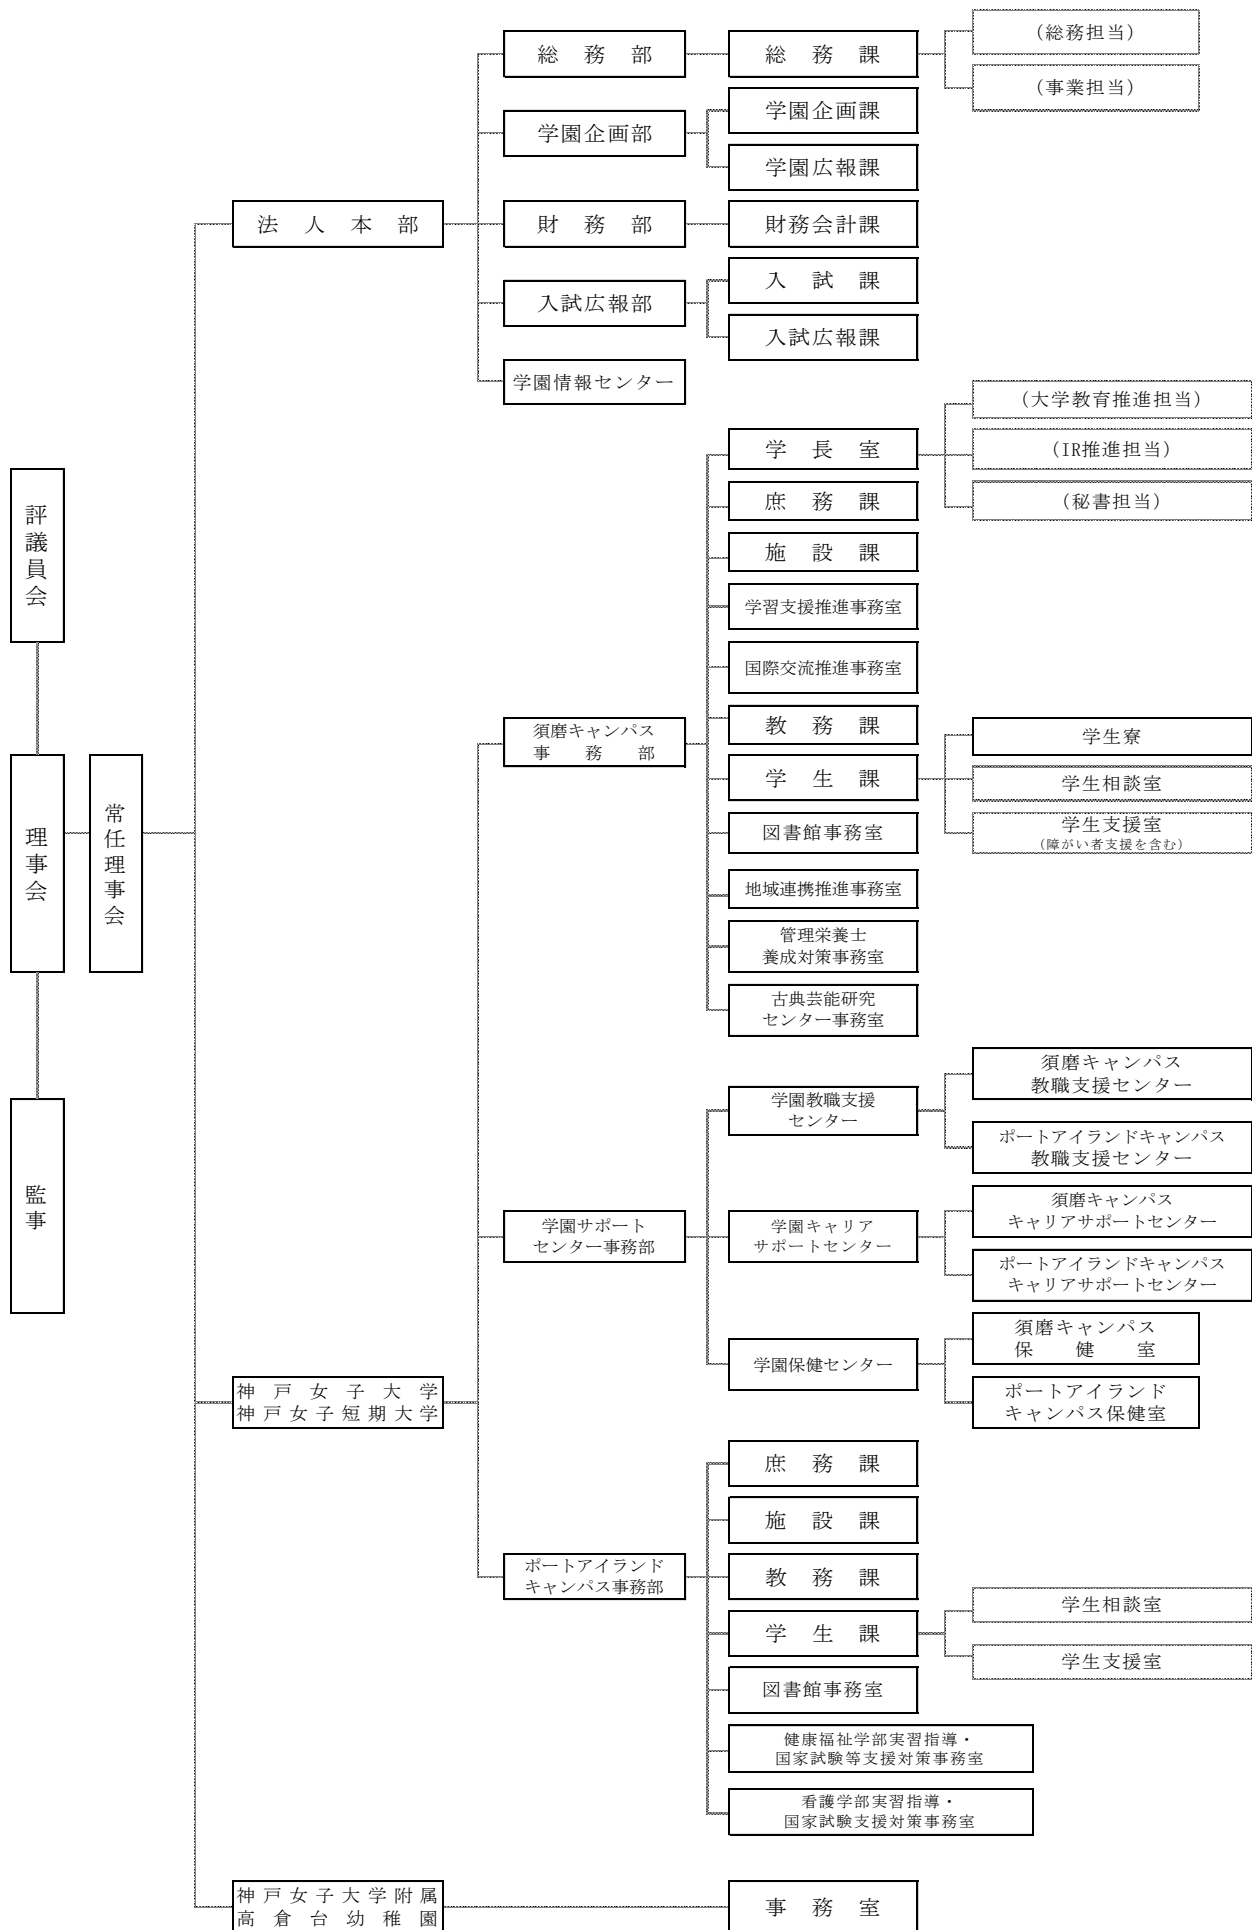 評議員会
理事会
監事
常任理事会
法人本部
総務部
総務課
（総務担当）
（事業担当）
学園企画部
学園企画課
学園広報課
財務部
財務会計課
入試広報部
入試課
入試広報課
学園情報センター
神戸女子大学
神戸女子短期大学
須磨キャンパス
事務部
学長室
（大学教育推進担当）
（IR推進担当）
（秘書担当）
庶務課
施設課
学習支援推進事務室
国際交流推進事務室
教務課
学生課
学生寮
学生相談室
学生支援室
（障がい者支援を含む）
図書館事務室
地域連携推進事務室
管理栄養士
養成対策事務室
古典芸能研究
センター事務室
学園サポート
センター事務部
学園教職支援
センター
須磨キャンパス
教職支援センター
ポートアイランドキャンパス
教職支援センター
学園キャリア
サポートセンター
須磨キャンパス
キャリアサポートセンター
ポートアイランドキャンパス
キャリアサポートセンター
学園保健センター
須磨キャンパス
保健室
ポートアイランド
キャンパス保健室
ポートアイランド
キャンパス事務部
庶務課
施設課
教務課
学生課
学生相談室
学生支援室
図書館事務室
健康福祉学部実習指導・
国家試験等支援対策事務室
看護学部実習指導・
国家試験支援対策事務室
神戸女子大学附属
高倉台幼稚園
事務室